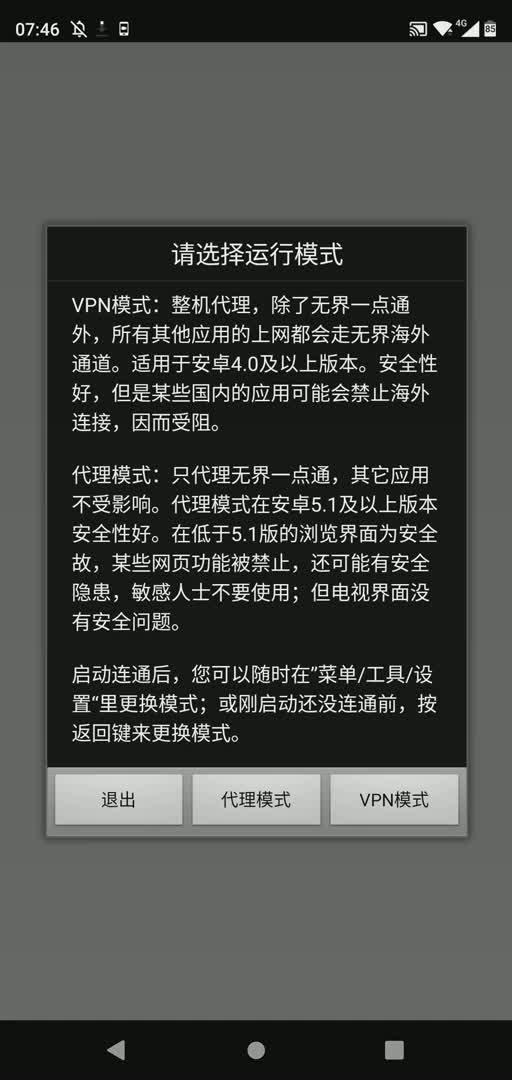 07:46
4G
85
请选择运行模式
VPN模式：整机代理，除了无界一点通
外，所有其他应用的上网都会走无界海外
通道。适用于安卓4.0及以上版本。安全性
好，但是某些国内的应用可能会禁止海外
连接，因而受阻。
代理模式：只代理无界一点通，其它应用
不受影响。代理模式在安卓5.1及以上版本
安全性好。在低于5.1版的浏览界面为安全
故，某些网页功能被禁止，还可能有安全
隐患，敏感人士不要使用；但电视界面没
有安全问题。
启动连通后，您可以随时在”菜单/工具/设
置“里更换模式；或刚启动还没连通前，按
返回键来更换模式。
退出
代理模式
VPN模式